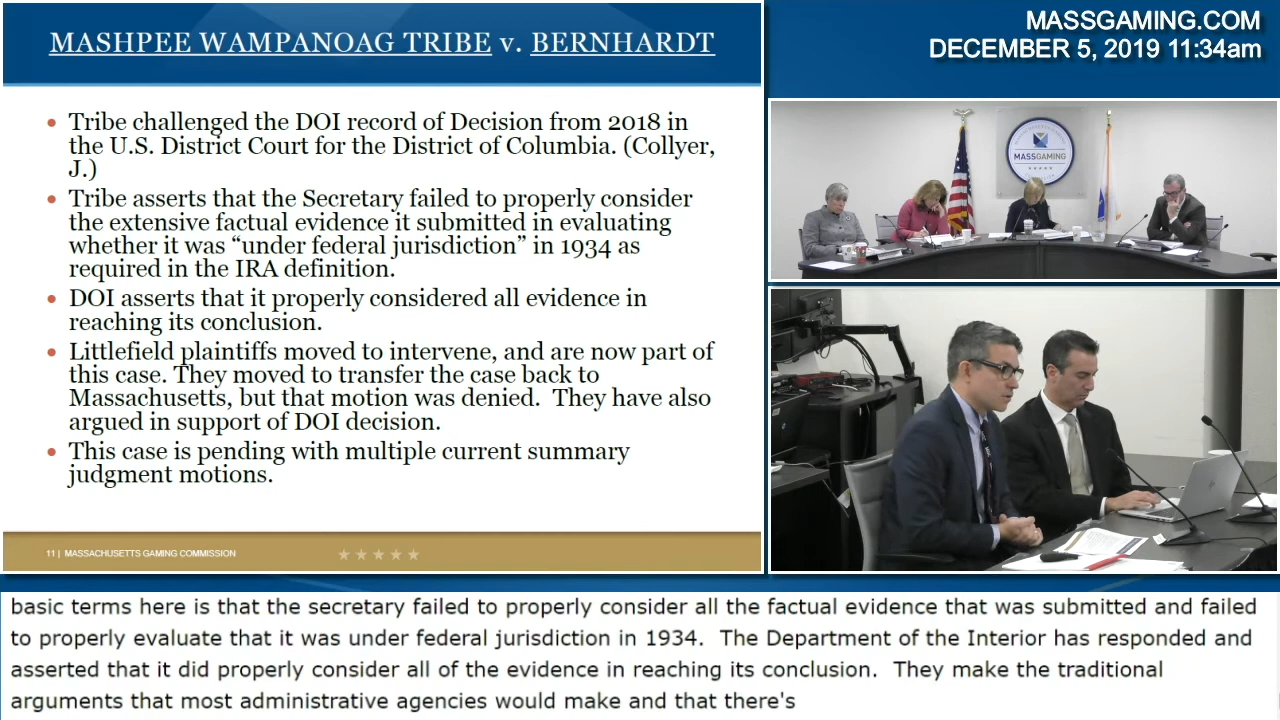 MASHPEE WAMPANOAG TRIBE v. BERNHARDT
• Tribe challenged the DOI record of Decision from 2018 in
the U.S. District Court for the District of Columbia. (Collyer,
J.)
• Tribe asserts that the Secretary failed to properly consider
the extensive factual evidence it submitted in evaluating
whether it was “under federal jurisdiction” in 1934 as
required in the IRA definition.
• DOI asserts that it properly considered all evidence in
reaching its conclusion.
• Littlefield plaintiffs moved to intervene, and are now part of
this case. They moved to transfer the case back to
Massachusetts, but that motion was denied.  They have also
argued in support of DOI decision.
• This case is pending with multiple current summary
judgment motions.
11 | MASSACHUSETTS GAMING COMMISSION
MASSGAMING.COM
DECEMBER 5, 2019 11:34am
MASSGAMING
basic terms here is that the secretary failed to properly consider all the factual evidence that was submitted and failed
to properly evaluate that it was under federal jurisdiction in 1934.  The Department of the Interior has responded and
asserted that it did properly consider all of the evidence in reaching its conclusion.  They make the traditional
arguments that most administrative agencies would make and that there's